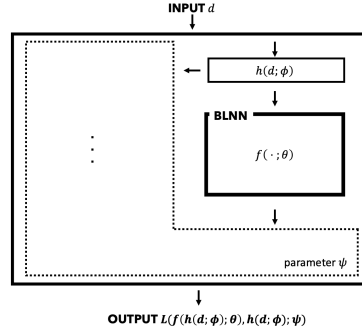 INPUT d
h(d; ϕ)
BLNN
f( · ; θ)
parameter ψ
OUTPUT L(f(h(d; ϕ); θ), h(d; ϕ); ψ)